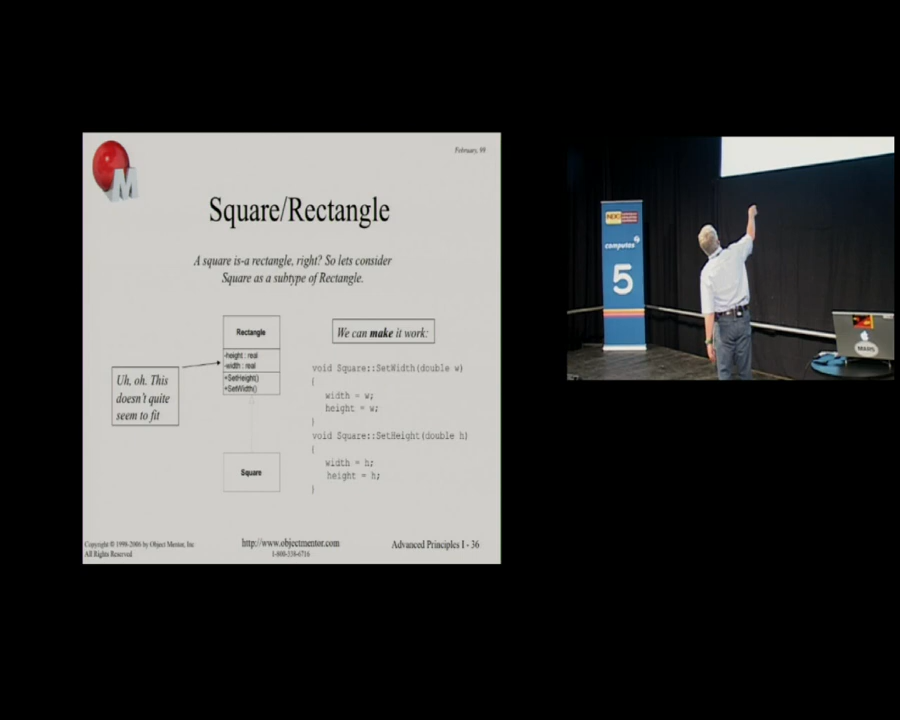 M
February, 99
Square/Rectangle
A square is-a rectangle, right? So lets consider
Square as a subtype of Rectangle.
Rectangle
-height : real
-width : real
+SetHeight()
+SetWidth()
Square
Uh, oh. This
doesn't quite
seem to fit
We can make it work:
void Square::SetWidth(double w)
{
width = w;
height = w;
}
void Square::SetHeight(double h)
{
width = h;
height = h;
}
Copyright © 1998-2006 by Object Mentor, Inc
All Rights Reserved
http://www.objectmentor.com
Advanced Principles I - 36
computas
5
MARS